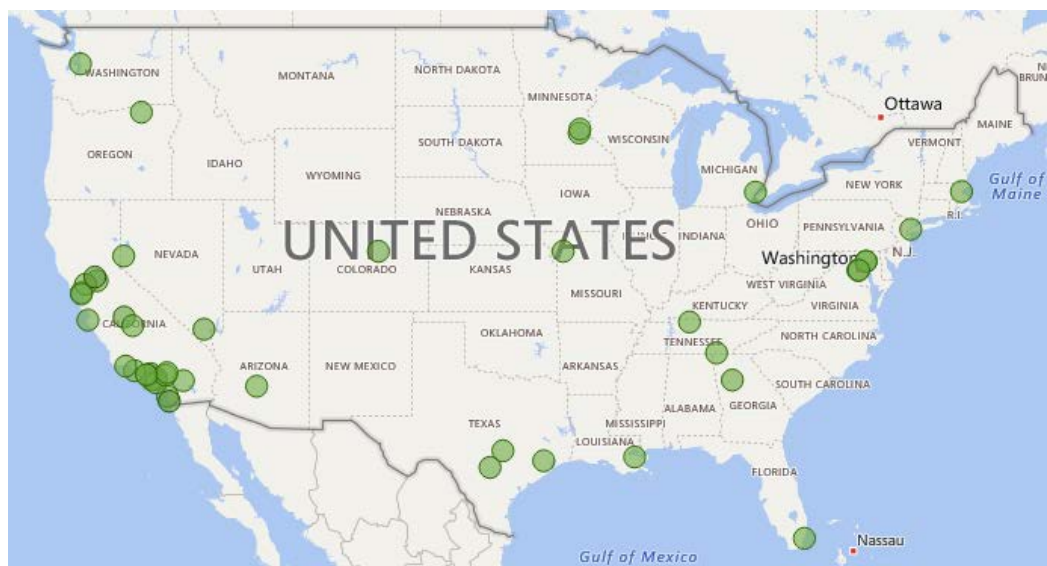 WASHINGTON
MONTANA
NORTH DAKOTA
MINNESOTA
Ottawa
MAINE
OREGON
IDAHO
SOUTH DAKOTA
WISCONSIN
VERMONT
WYOMING
MICHIGAN
Gulf of
Maine
IOWA
NEW YORK
R.I.
NEBRASKA
OHIO
PENNSYLVANIA
UNITED STATES
INDIANA
NEVADA
UTAH
COLORADO
KANSAS
Washington
N.J.
WEST VIRGINIA
MISSOURI
KENTUCKY
VIRGINIA
CALIFORNIA
OKLAHOMA
TENNESSEE
NORTH CAROLINA
ARIZONA
NEW MEXICO
ARKANSAS
SOUTH CAROLINA
ALABAMA
GEORGIA
TEXAS
MISSISSIPPI
LOUISIANA
FLORIDA
Nassau
Gulf of Mexico